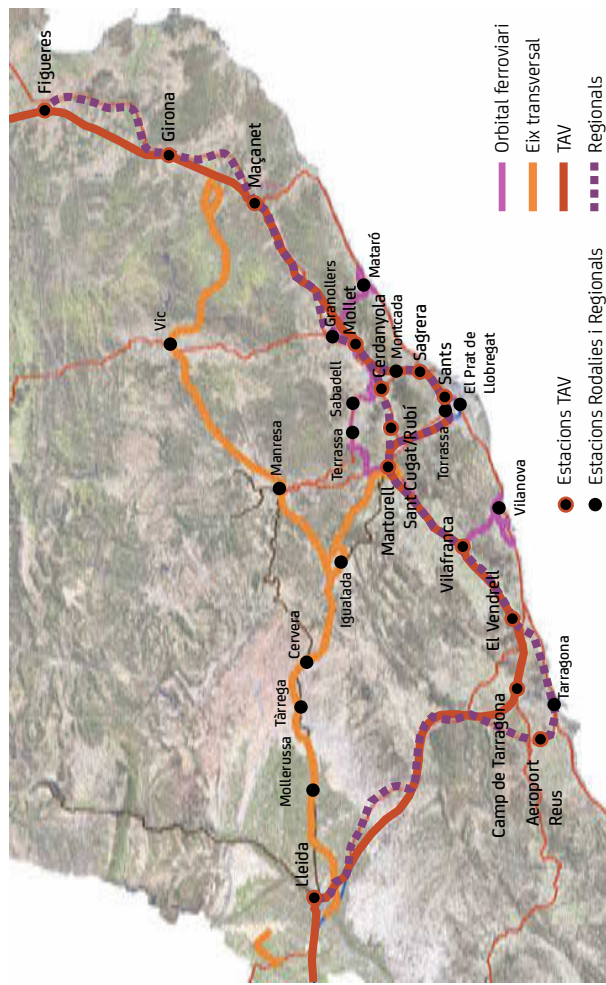 Figueres
Girona
Maçanet
Vic
Granollers
Mollet
Mataró
Cerdanyola
Montcada
Sagrera
Sants
El Prat de
Llobregat
Torrassa
Sabadell
Terrassa
Sant Cugat/Rubí
Martorell
Manresa
Igualada
Vilafranca
Vilanova
El Vendrell
Cervera
Tàrrega
Mollerussa
Lleida
Camp de Tarragona
Aeroport
Reus
Tarragona
Orbital ferroviari
Eix transversal
TAV
Regionals
Estacions TAV
Estacions Rodalies i Regionals